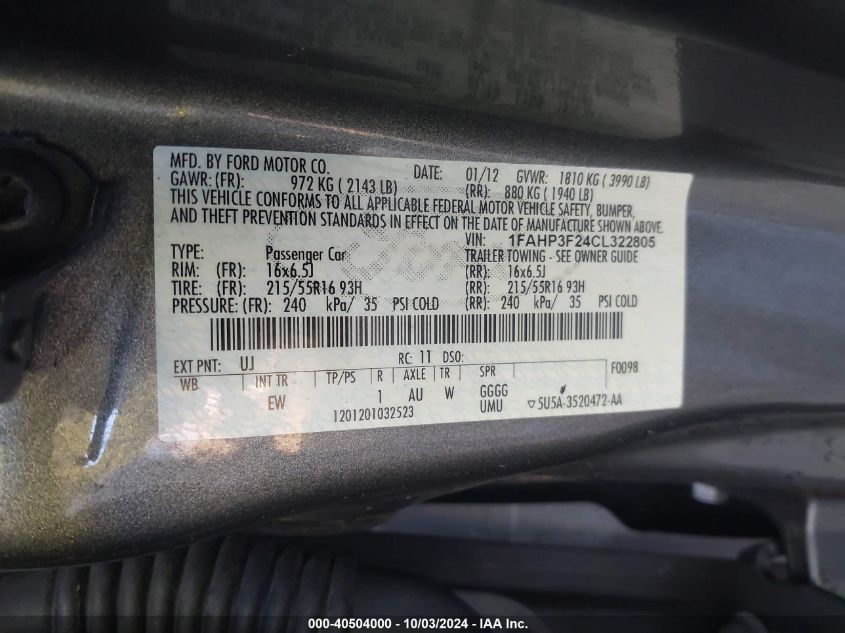 MFD. BY FORD MOTOR CO. DATE: 01/12 GVWR: 1810 KG ( 3990 LB)
GAWR: (FR): 972 KG ( 2143 LB) (RR): 880 KG ( 1940 LB)
THIS VEHICLE CONFORMS TO ALL APPLICABLE FEDERAL MOTOR VEHICLE SAFETY, BUMPER,
AND THEFT PREVENTION STANDARDS IN EFFECT ON THE DATE OF MANUFACTURE SHOWN ABOVE.
VIN: 1FAHP3F24CL322805
TYPE: Passenger Car TRAILER TOWING - SEE OWNER GUIDE
RIM: (FR): 16x6.5J (RR): 16x6.5J
TIRE: (FR): 215/55R16 93H (RR): 215/55R16 93H
PRESSURE: (FR): 240 kPa/ 35 PSI COLD (RR): 240 kPa/ 35 PSI COLD
EXT PNT: UJ RC: 11 DSO: F0098
WB INT TR TP/PS R AXLE TR SPR
EW 1 AU W GGGG
UMU
1201201032523 5U5A-3520472-AA
000-40504000 - 10/03/2024 - IAA Inc.